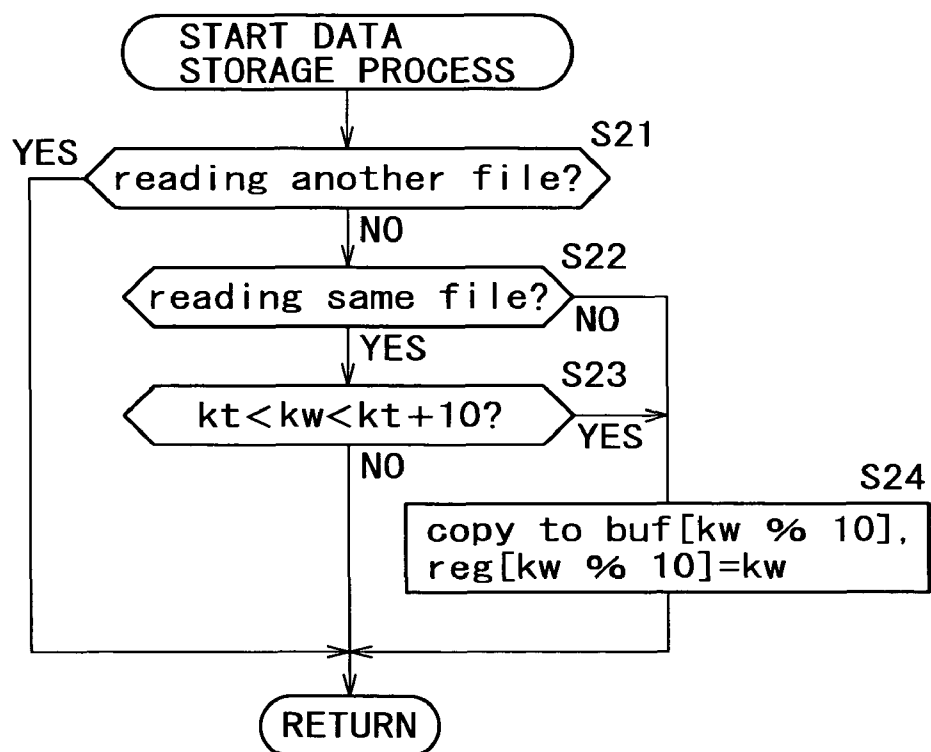 START DATA
STORAGE PROCESS
S21
YES
reading another file?
NO
S22
reading same file?
NO
YES
S23
kt<kw<kt+10?
YES
NO
S24
copy to buf[kw % 10],
reg[kw % 10]=kw
RETURN